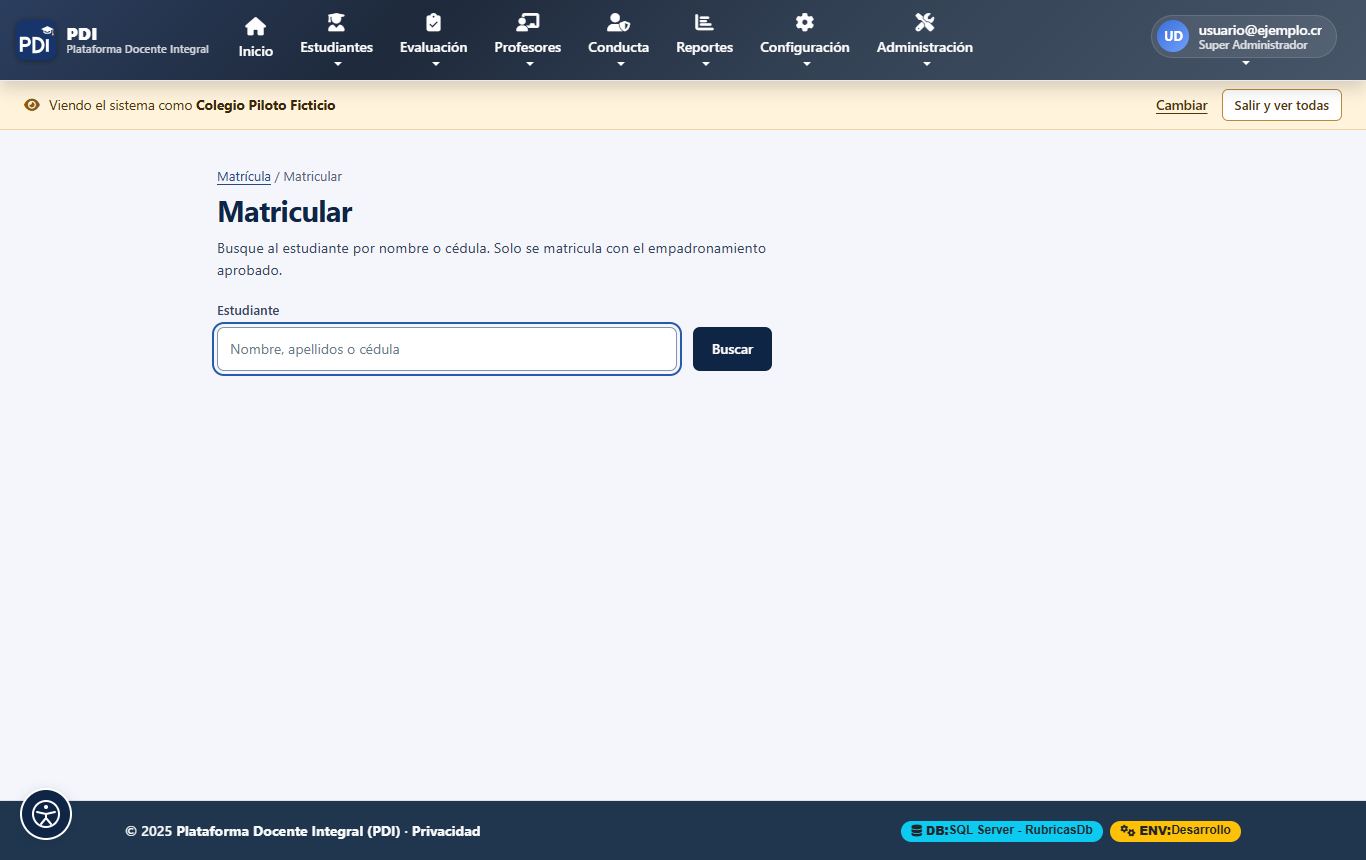 PDI
PDI
Plataforma Docente Integral
Inicio
Estudiantes
Evaluación
Profesores
Conducta
Reportes
Configuración
Administración
UD
usuario@ejemplo.cr
Super Administrador
Viendo el sistema como Colegio Piloto Ficticio
Cambiar
Salir y ver todas
Matrícula / Matricular
Matricular
Busque al estudiante por nombre o cédula. Solo se matricula con el empadronamiento
aprobado.
Estudiante
Nombre, apellidos o cédula
Buscar
© 2025 Plataforma Docente Integral (PDI) · Privacidad
DB:SQL Server - RubricasDb
ENV:Desarrollo